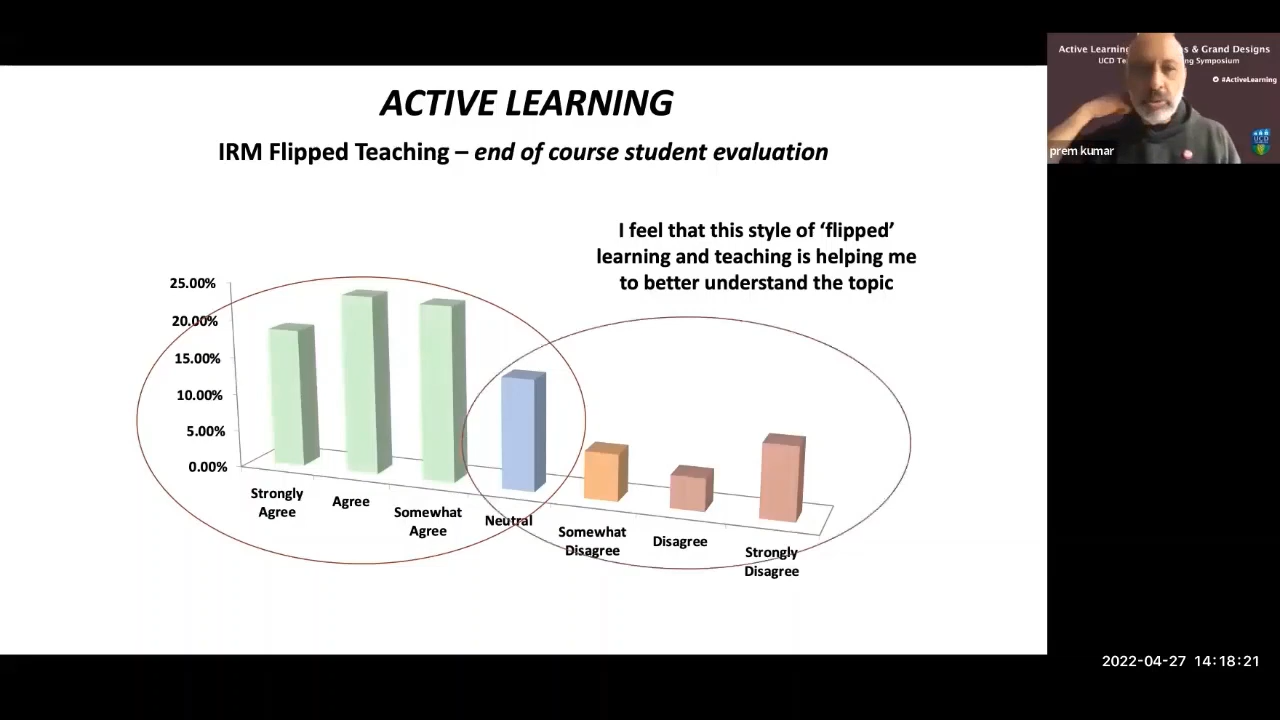 ACTIVE LEARNING
IRM Flipped Teaching – end of course student evaluation
I feel that this style of ‘flipped’
learning and teaching is helping me
to better understand the topic
25.00%
20.00%
15.00%
10.00%
5.00%
0.00%
Strongly
Agree
Agree
Somewhat
Agree
Neutral
Somewhat
Disagree
Disagree
Strongly
Disagree
Active Learning & Grand Designs
UCD Symposium
#ActiveLearning
UCD
prem kumar
2022-04-27 14:18:21